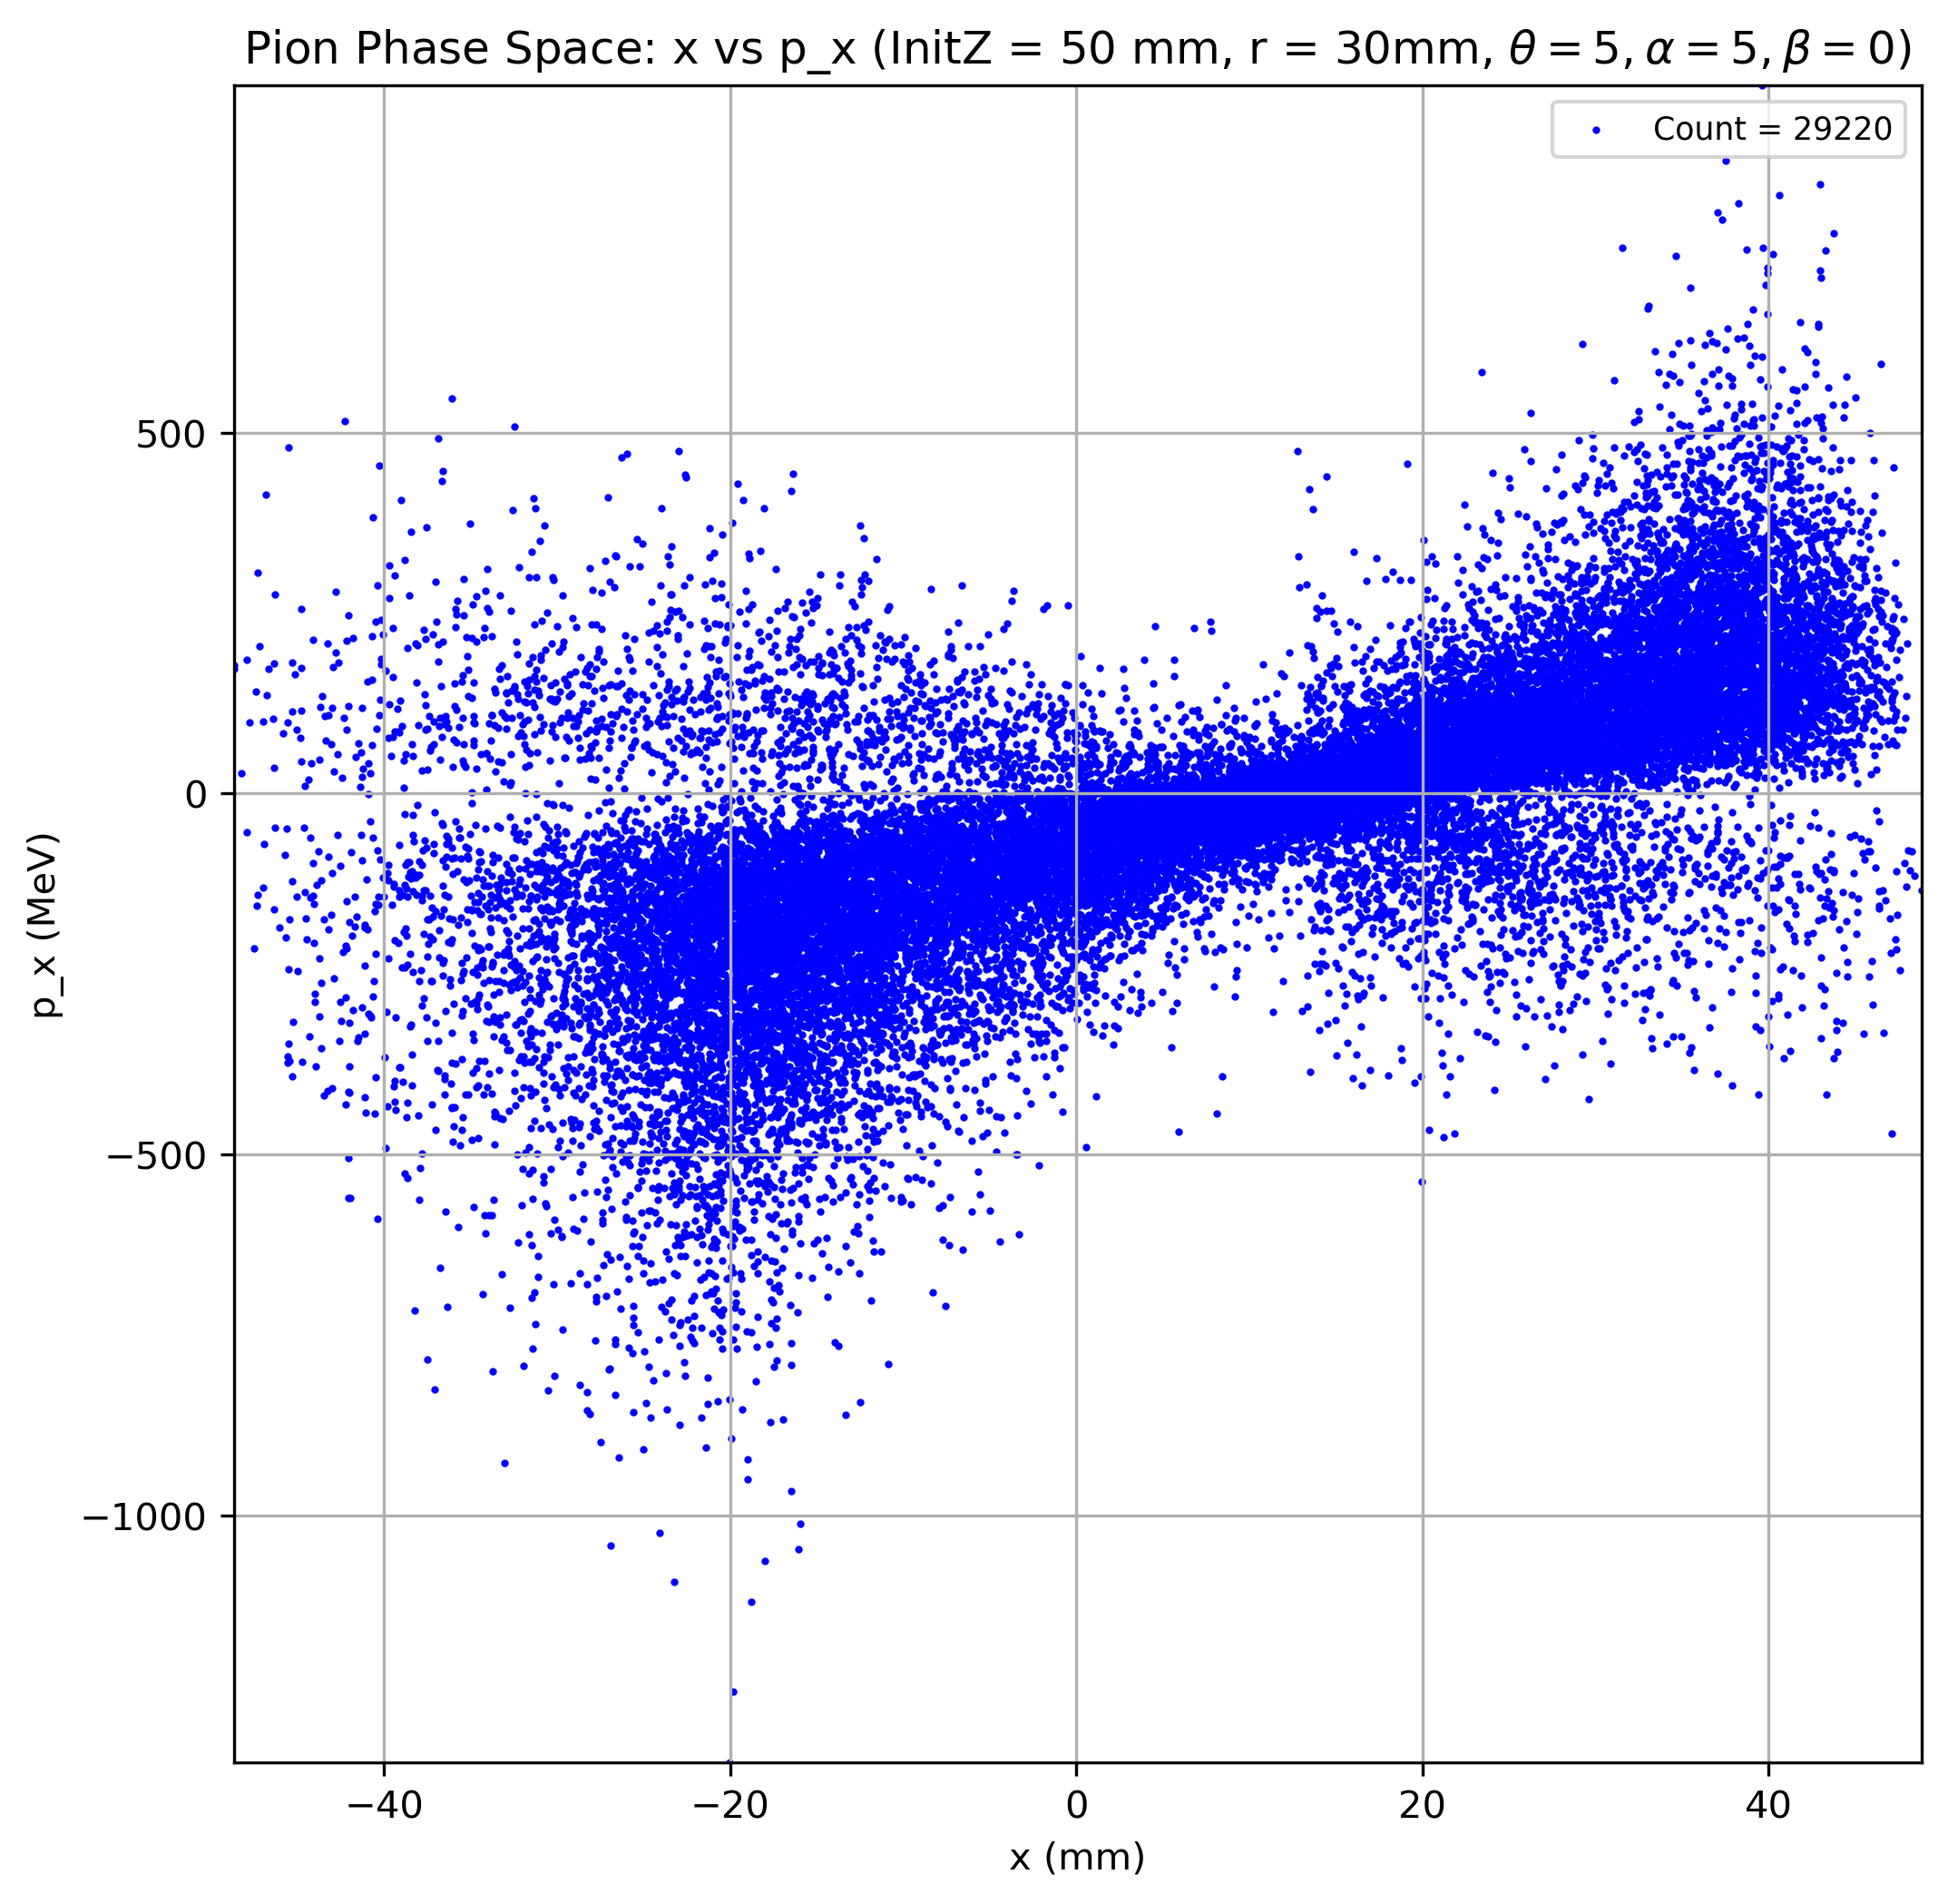 Pion Phase Space: x vs p_x (InitZ = 50 mm, r = 30mm, θ = 5, α = 5, β = 0)
Count = 29220
500
0
−500
−1000
p_x (MeV)
−40 −20 0 20 40
x (mm)